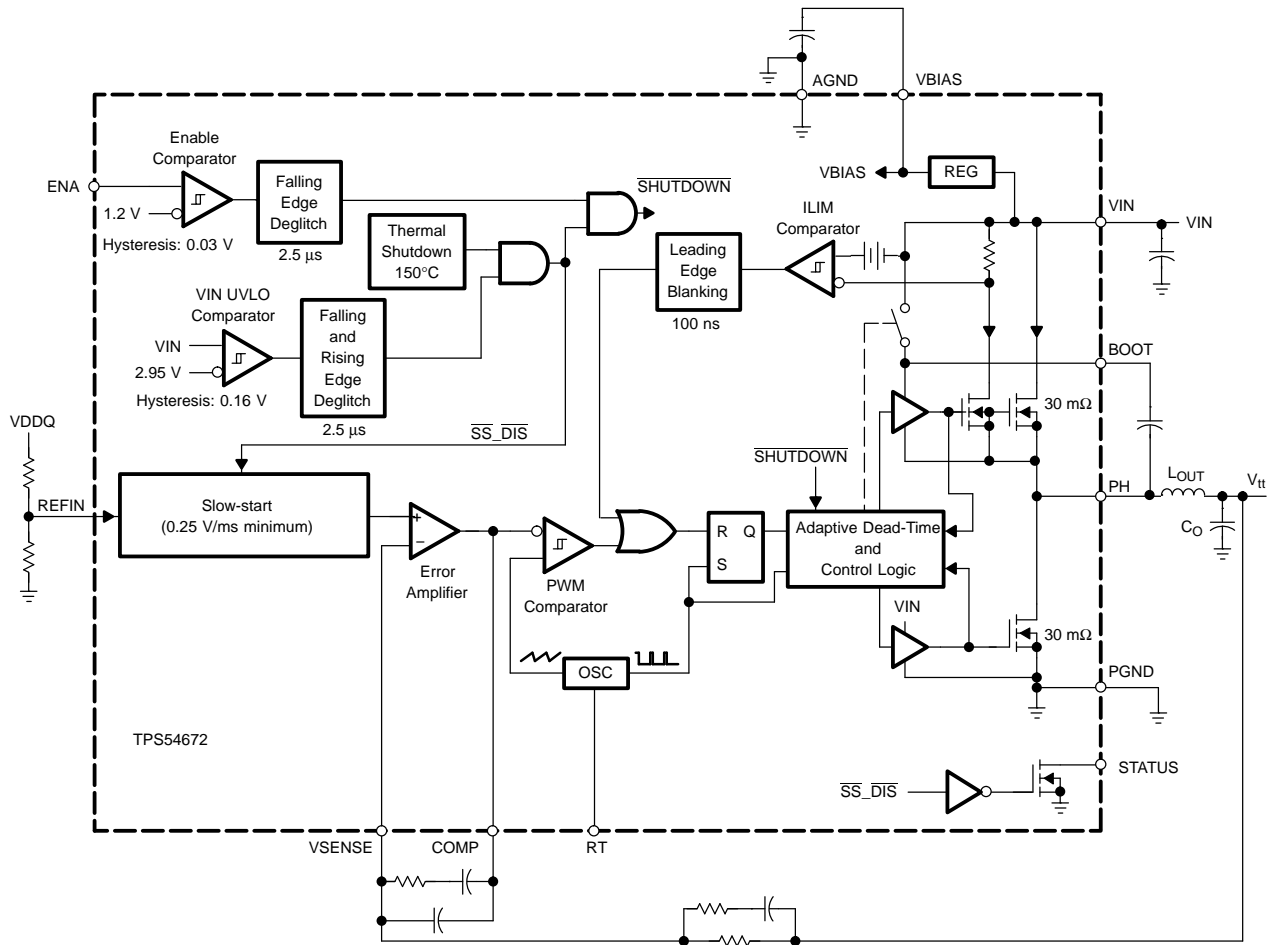 AGND
VBIAS
Enable
Comparator
ENA
1.2 V
Hysteresis: 0.03 V
Falling
Edge
Deglitch
2.5 μs
SHUTDOWN
VBIAS
REG
VIN
VIN
Thermal
Shutdown
150°C
Leading
Edge
Blanking
100 ns
ILIM
Comparator
VIN UVLO
Comparator
VIN
2.95 V
Hysteresis: 0.16 V
Falling
and
Rising
Edge
Deglitch
2.5 μs
BOOT
30 mΩ
VDDQ
SS_DIS
SHUTDOWN
REFIN
Slow-start
(0.25 V/ms minimum)
+
−
Error
Amplifier
PWM
Comparator
R Q
S
Adaptive Dead-Time
and
Control Logic
PH
LOUT
Vtt
CO
VIN
30 mΩ
OSC
PGND
TPS54672
SS_DIS
STATUS
VSENSE
COMP
RT